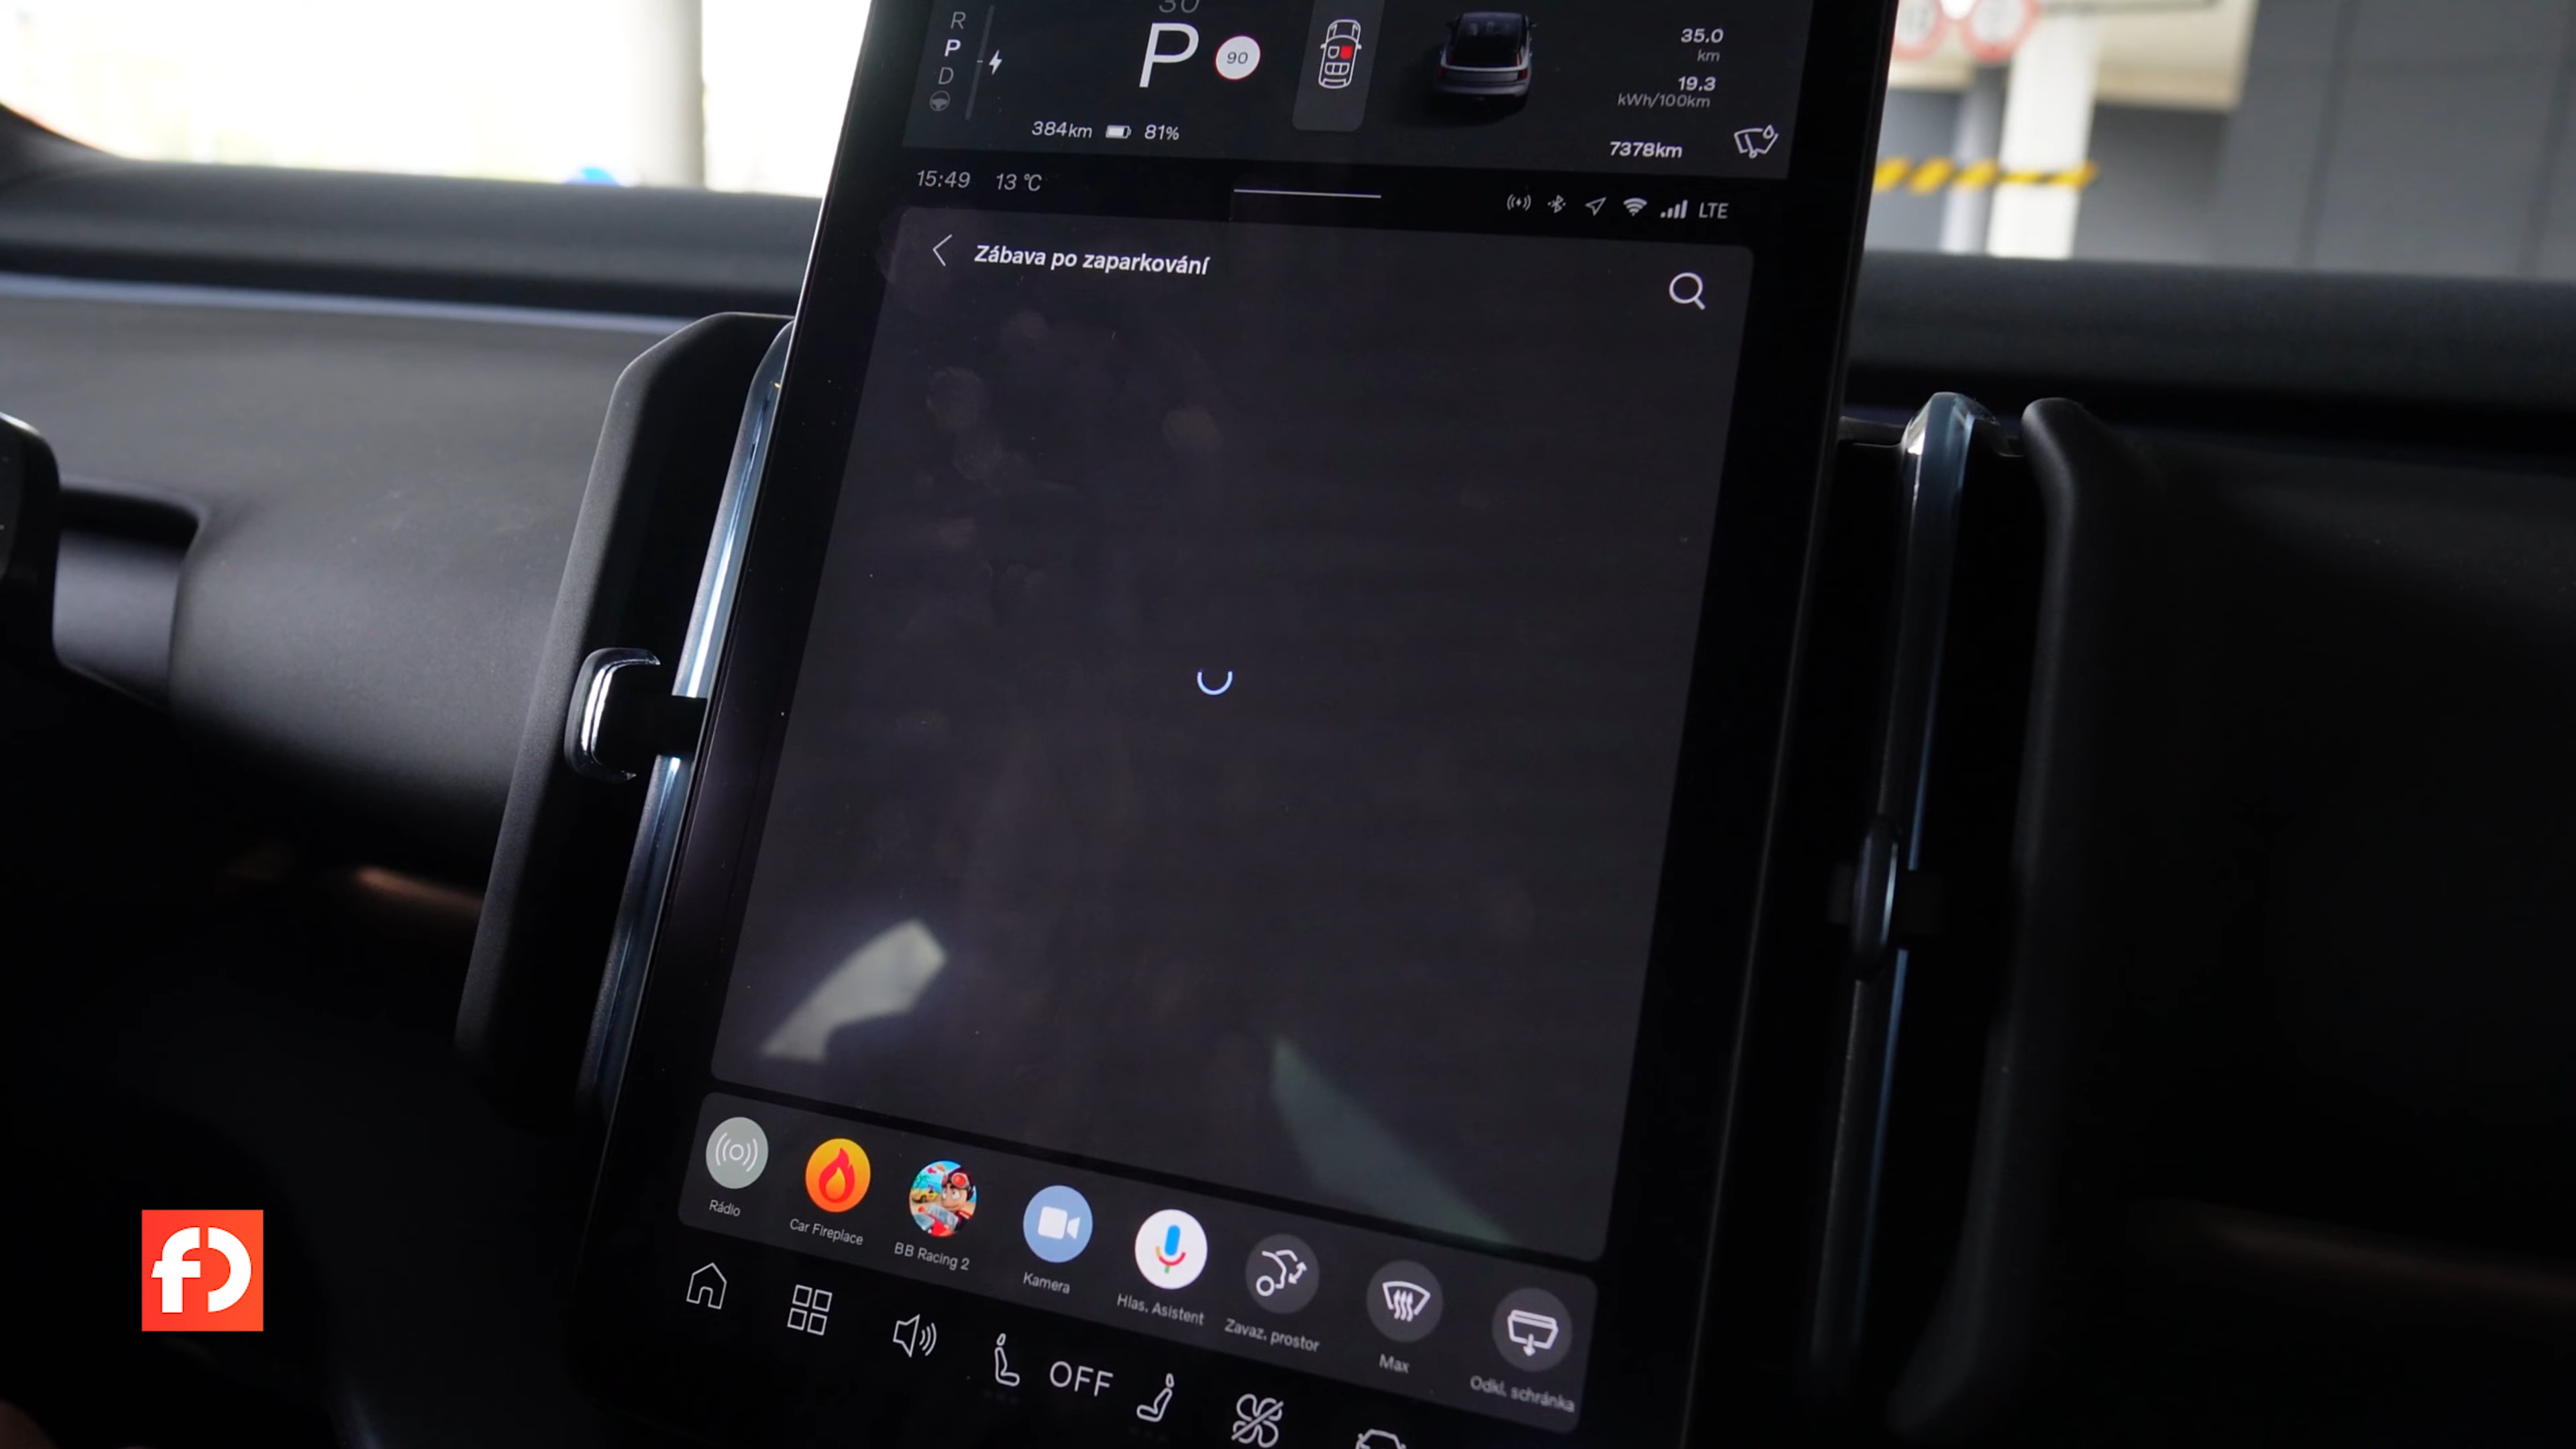 R
P
D
30
P
90
35.0
km
19.3
kWh/100km
384km
81%
7378km
15:49
13 °C
LTE
Zábava po zaparkování
Rádio
Car Fireplace
BB Racing 2
Kamera
Hlas. Asistent
Zavaz. prostor
Max
Odkl. schránka
OFF